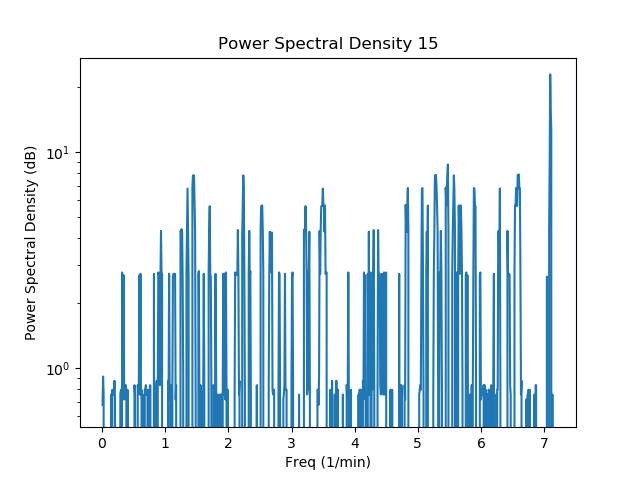 Power Spectral Density 15
Power Spectral Density (dB)
10^1
10^0
0 1 2 3 4 5 6 7
Freq (1/min)